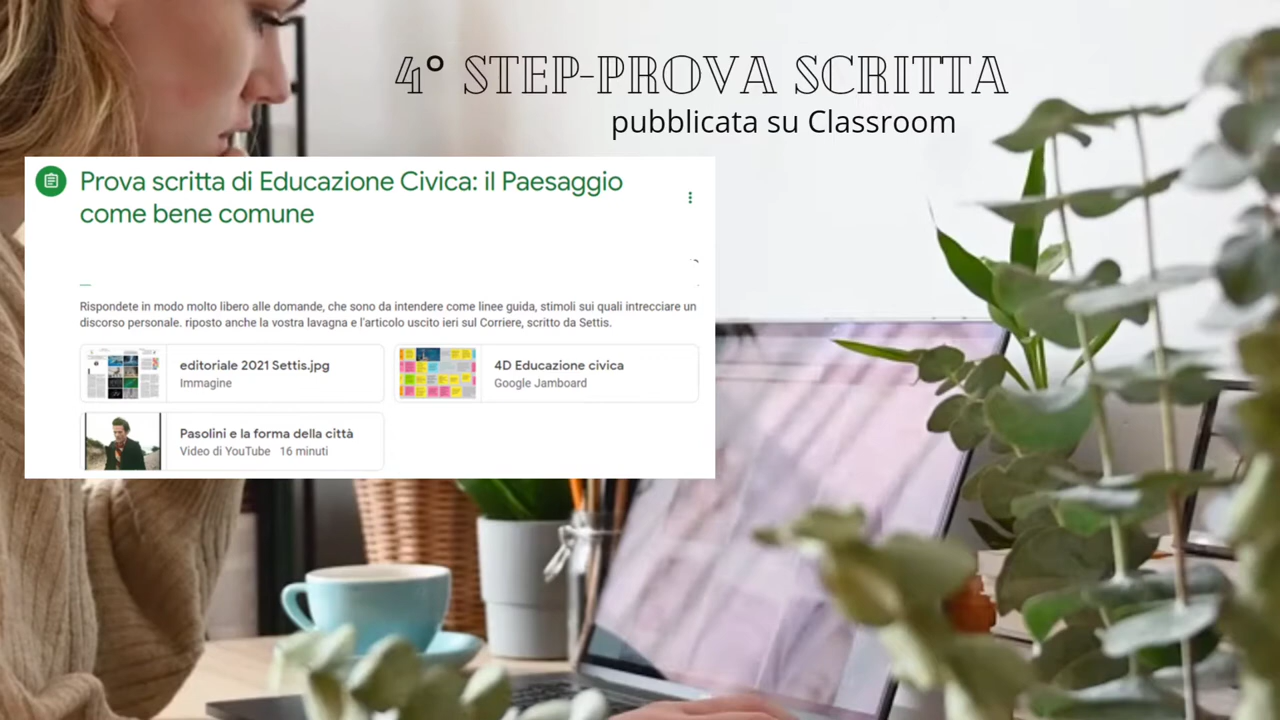 4° STEP-PROVA SCRITTA
pubblicata su Classroom
Prova scritta di Educazione Civica: il Paesaggio
come bene comune
Rispondete in modo molto libero alle domande, che sono da intendere come linee guida, stimoli sui quali intrecciare un
discorso personale. riposto anche la vostra lavagna e l'articolo uscito ieri sul Corriere, scritto da Settis.
editoriale 2021 Settis.jpg
Immagine
4D Educazione civica
Google Jamboard
Pasolini e la forma della città
Video di YouTube 16 minuti